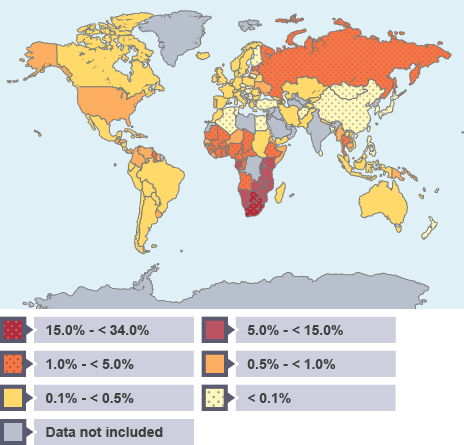 15.0% - < 34.0%
5.0% - < 15.0%
1.0% - < 5.0%
0.5% - < 1.0%
0.1% - < 0.5%
< 0.1%
Data not included